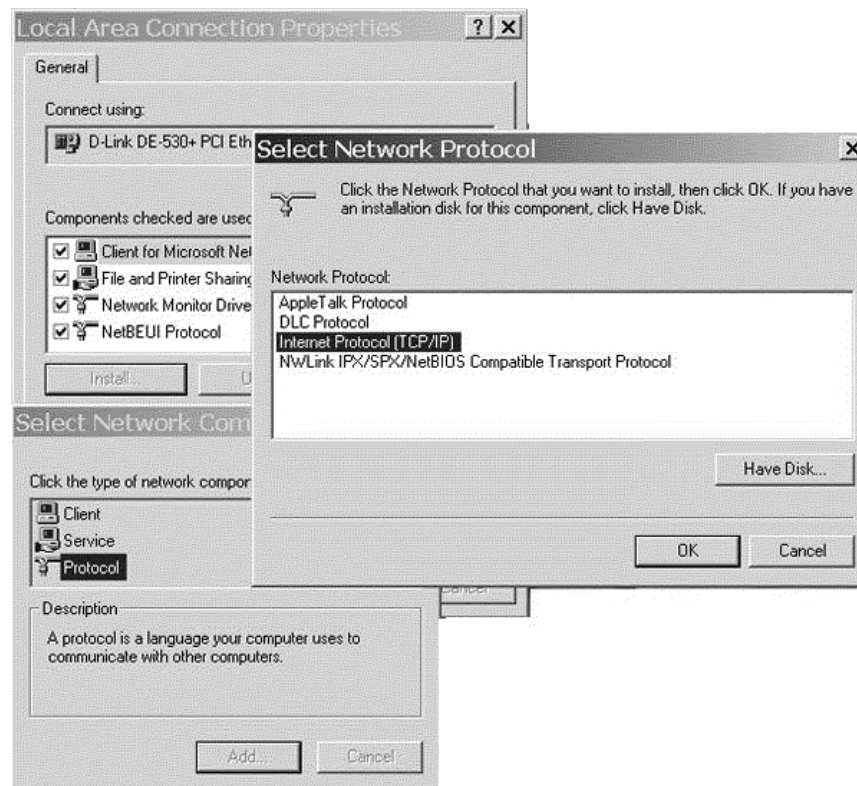 Local Area Connection Properties
General
Connect using:
D-Link DE-530+ PCI Eth
Components checked are used
Client for Microsoft Net
File and Printer Sharing
Network Monitor Drive
NetBEUI Protocol
Install...
U
Select Network Protocol
Click the Network Protocol that you want to install, then click OK. If you have
an installation disk for this component, click Have Disk.
Network Protocol:
AppleTalk Protocol
DLC Protocol
Internet Protocol (TCP/IP)
NWLink IPX/SPX/NetBIOS Compatible Transport Protocol
Have Disk...
OK
Cancel
Select Network Com
Click the type of network compor
Client
Service
Protocol
Cancel
Description
A protocol is a language your computer uses to
communicate with other computers.
Add...
Cancel